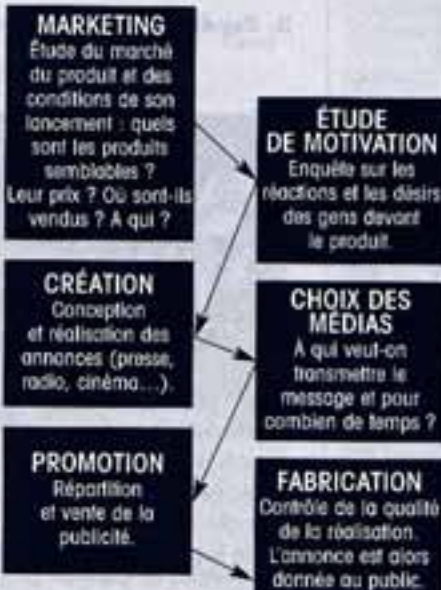 MARKETING
Étude du marché
du produit et des
conditions de son
lancement : quels
sont les produits
semblables ?
Leur prix ? Où sont-ils
vendus ? A qui ?
ÉTUDE
DE MOTIVATION
Enquête sur les
réactions et les désirs
des gens devant
le produit.
CRÉATION
Conception
et réalisation des
annonces (presse,
radio, cinéma...).
CHOIX DES
MÉDIAS
A qui veut-on
transmettre le
message et pour
combien de temps ?
PROMOTION
Répartition
et vente de la
publicité.
FABRICATION
Contrôle de la qualité
de la réalisation.
L'annonce est alors
donnée au public.